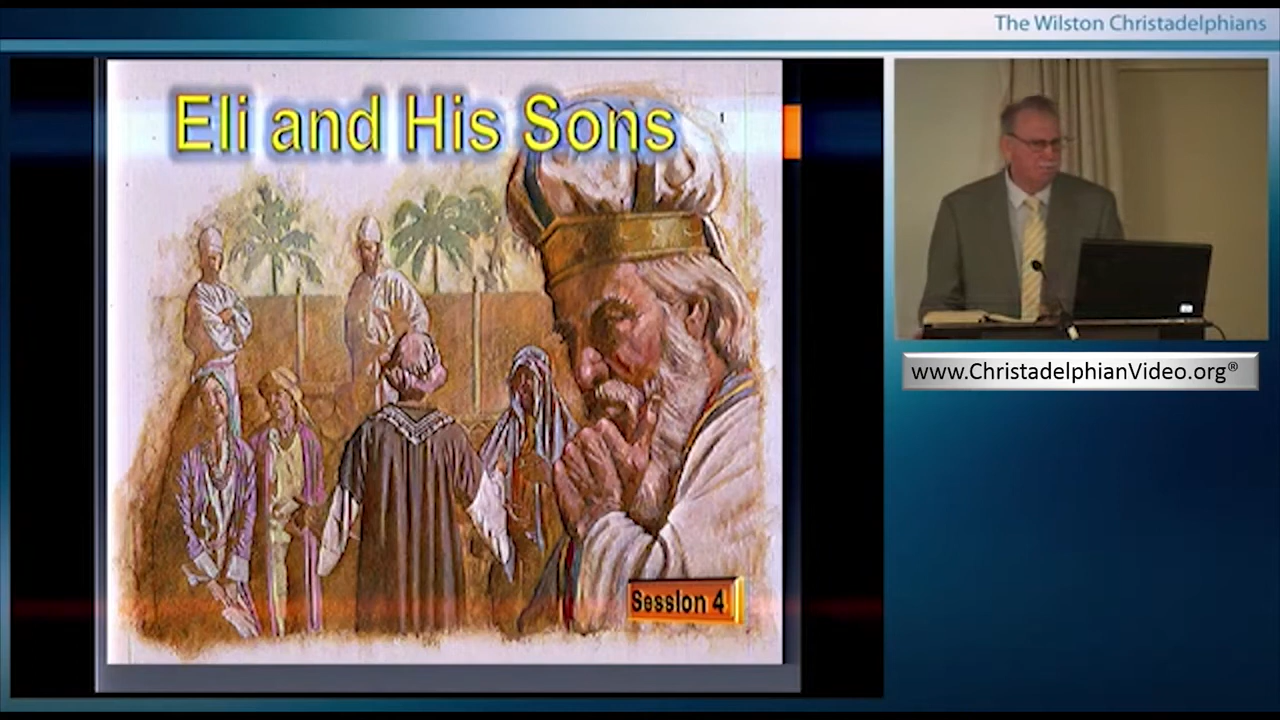 The Wilston Christadelphians
Eli and His Sons
www.ChristadelphianVideo.org®
Session 4